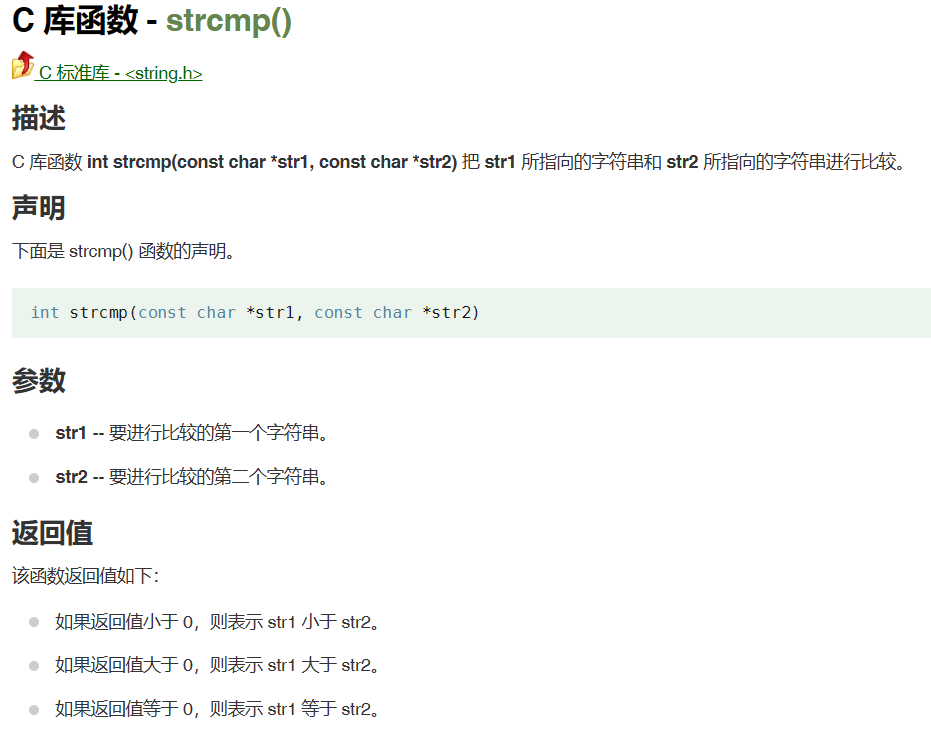 C 库函数 - strcmp()
C 标准库 - <string.h>
描述
C 库函数 int strcmp(const char *str1, const char *str2) 把 str1 所指向的字符串和 str2 所指向的字符串进行比较。
声明
下面是 strcmp() 函数的声明。
int strcmp(const char *str1, const char *str2)
参数
str1 -- 要进行比较的第一个字符串。
str2 -- 要进行比较的第二个字符串。
返回值
该函数返回值如下：
如果返回值小于 0，则表示 str1 小于 str2。
如果返回值大于 0，则表示 str1 大于 str2。
如果返回值等于 0，则表示 str1 等于 str2。